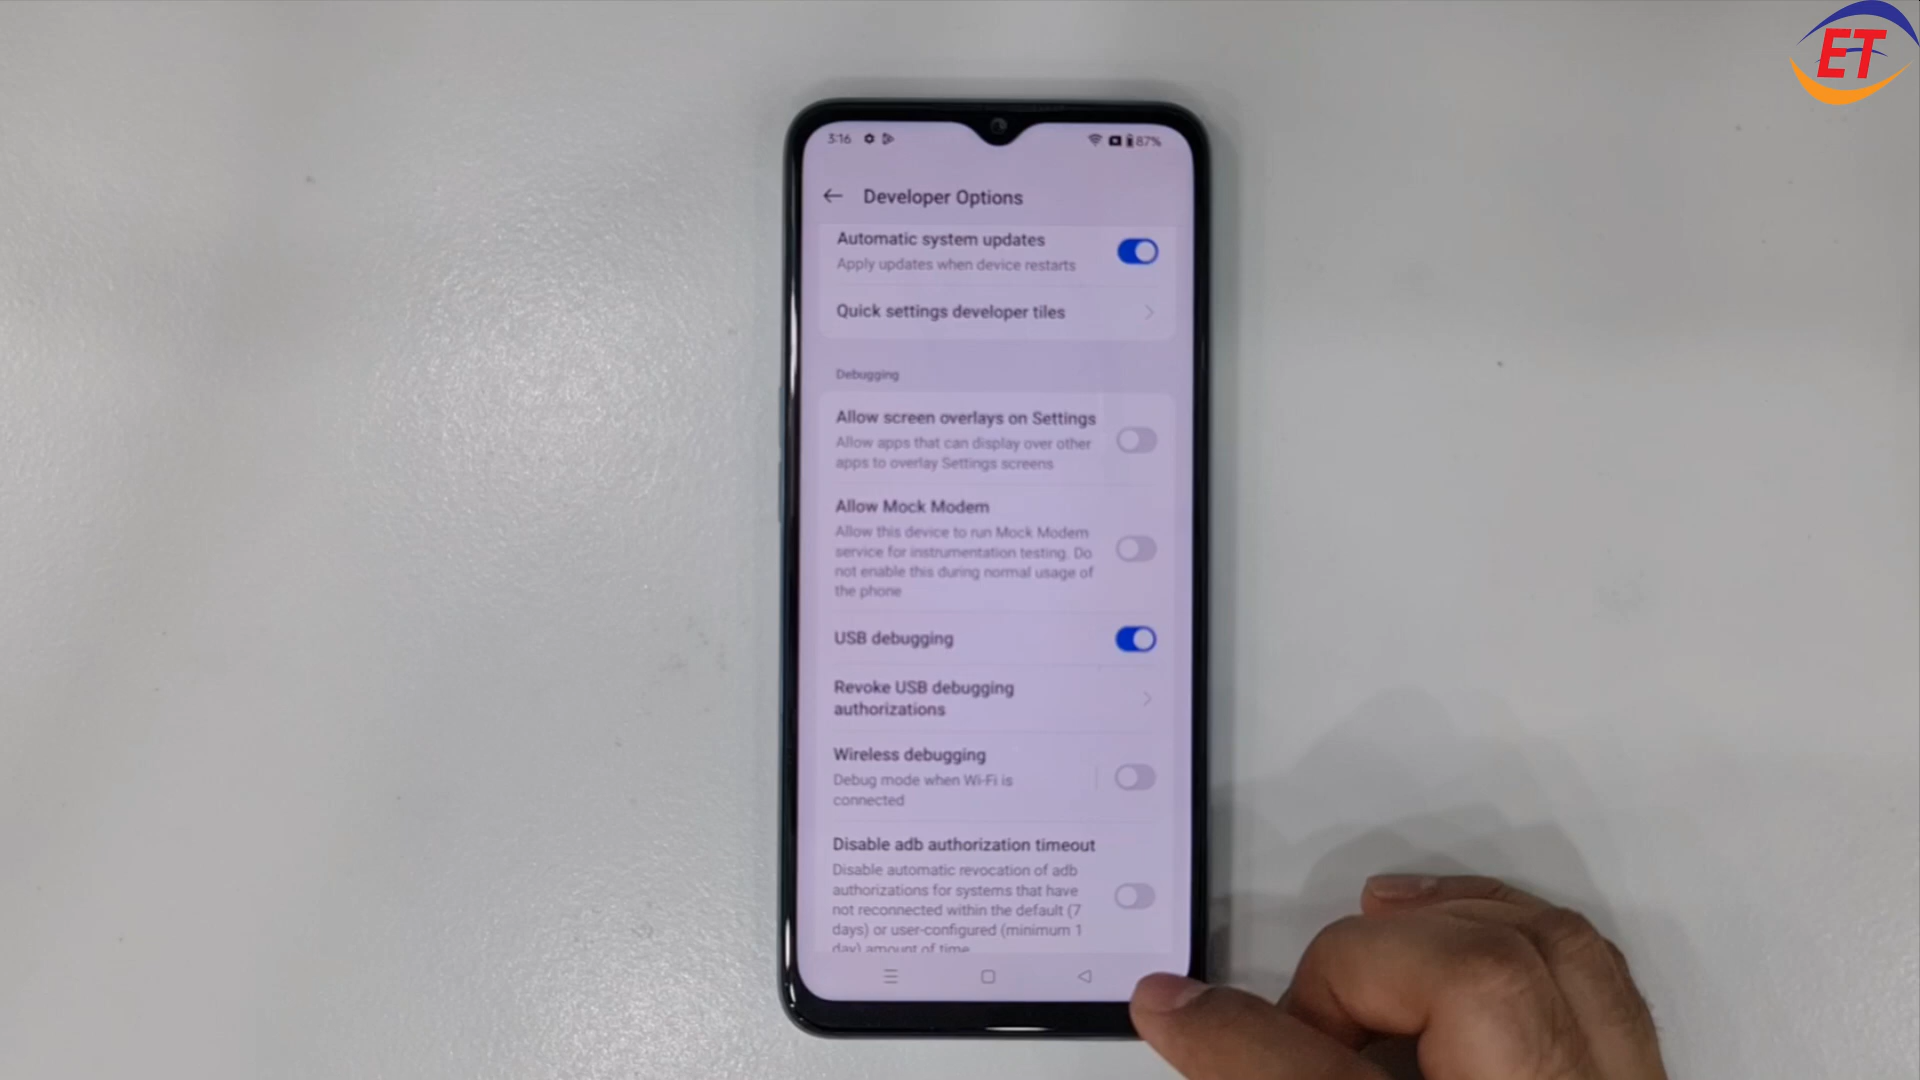 ET
3:16
87%
Developer Options
Automatic system updates
Apply updates when device restarts
Quick settings developer tiles
Debugging
Allow screen overlays on Settings
Allow apps that can display over other
apps to overlay Settings screens
Allow Mock Modem
Allow this device to run Mock Modem
service for instrumentation testing. Do
not enable this during normal usage of
the phone
USB debugging
Revoke USB debugging
authorizations
Wireless debugging
Debug mode when Wi-Fi is
connected
Disable adb authorization timeout
Disable automatic revocation of adb
authorizations for systems that have
not reconnected within the default (7
days) or user-configured (minimum 1
day) amount of time